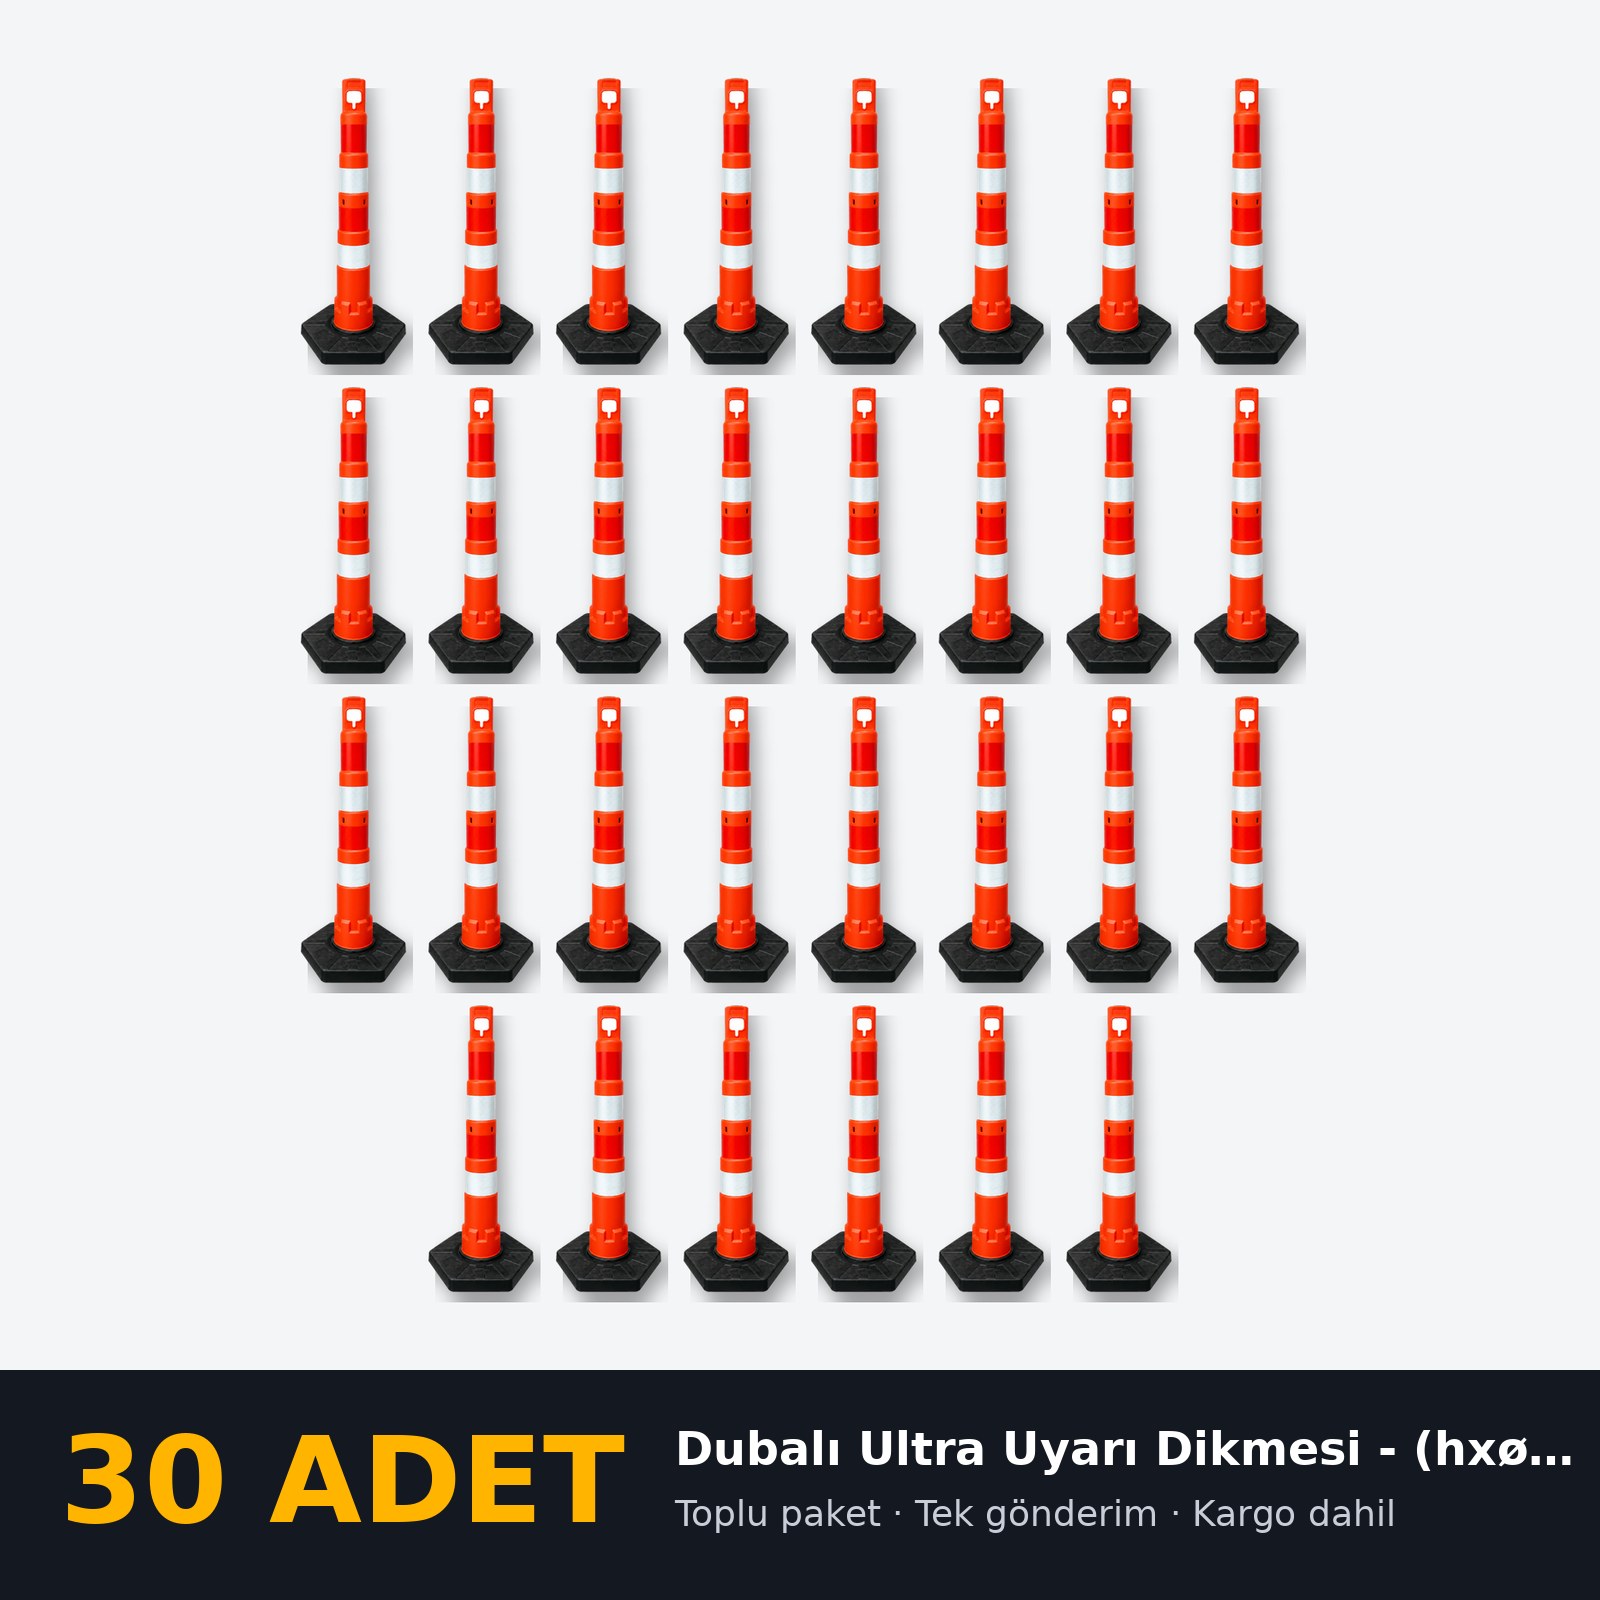 30 ADET
Dubalı Ultra Uyarı Dikmesi - (hxø...
Toplu paket · Tek gönderim · Kargo dahil